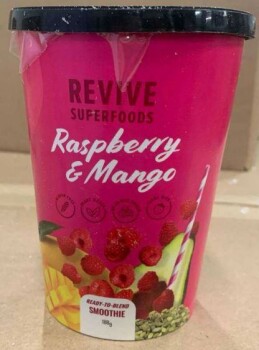 REVIVE
SUPERFOODS
Raspberry
& Mango
READY-TO-BLEND
SMOOTHIE